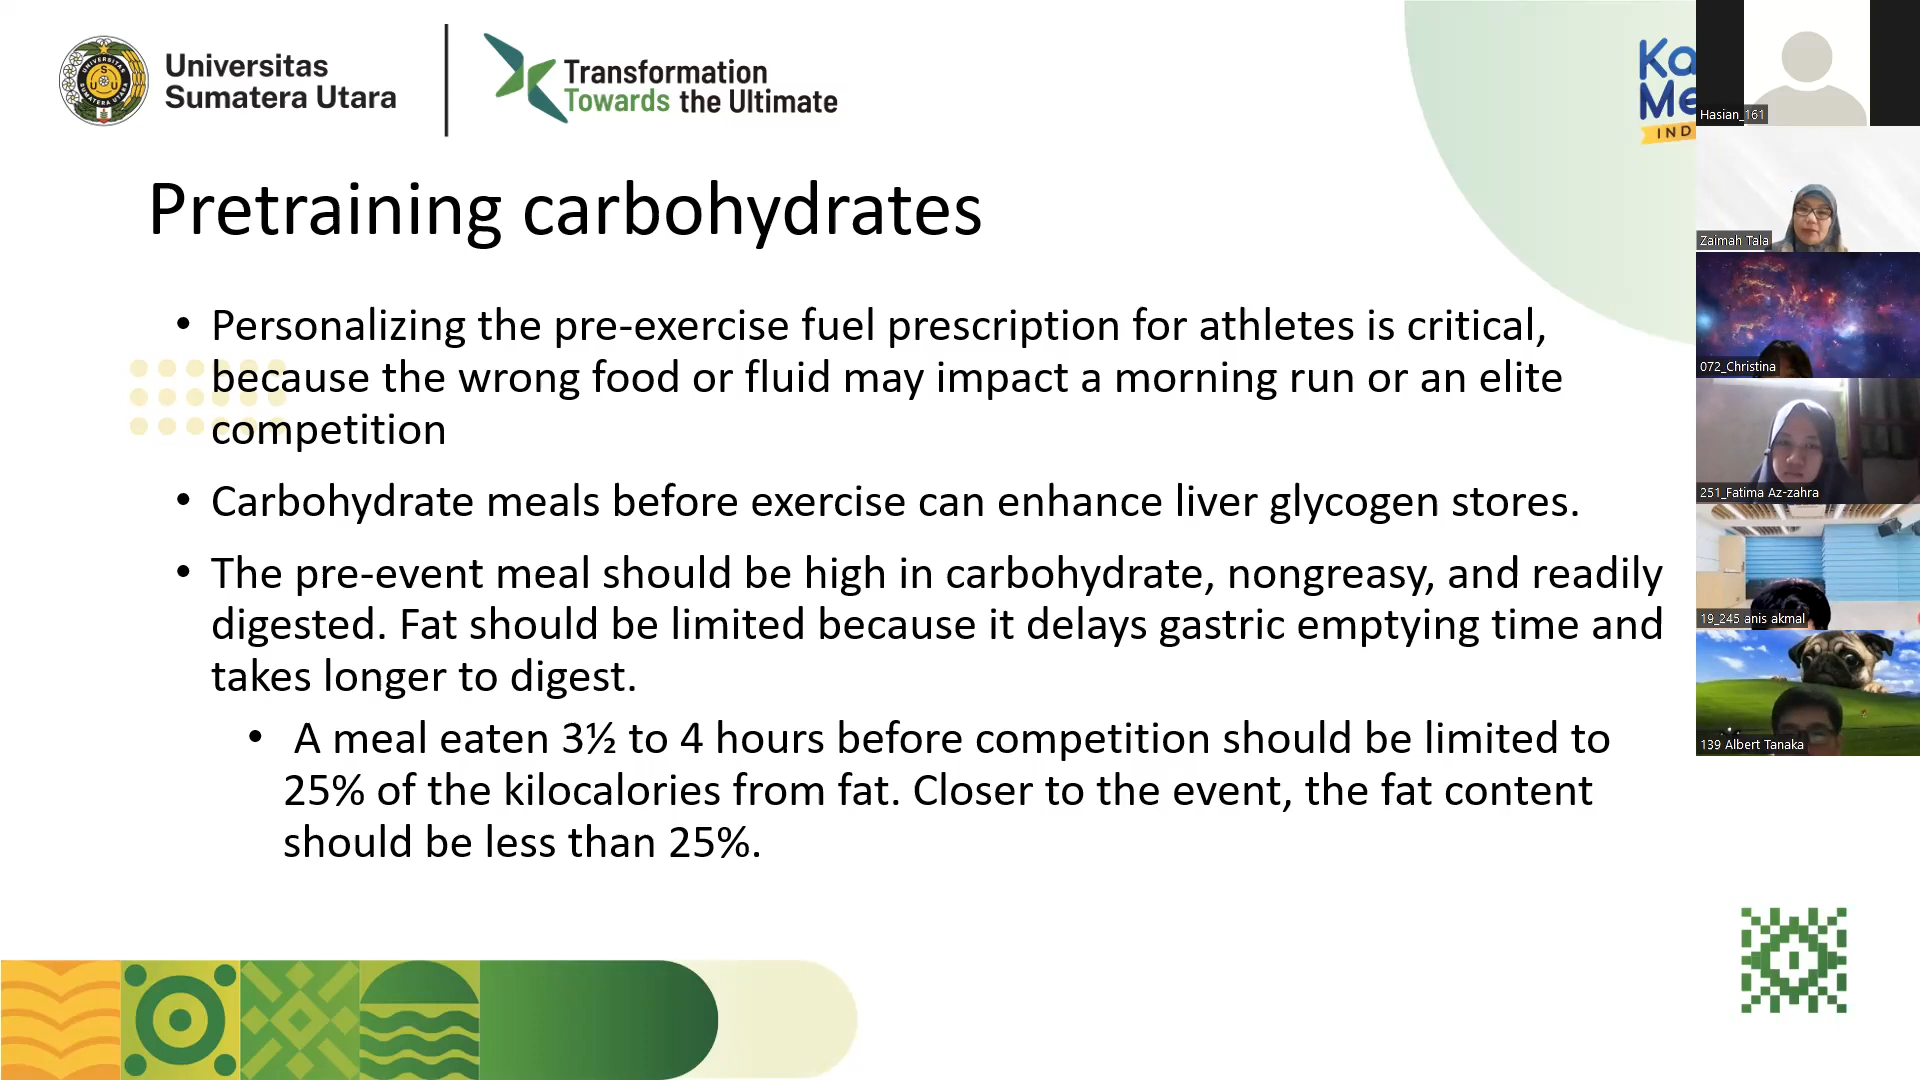 Universitas
Sumatera Utara
Transformation
Towards the Ultimate
Pretraining carbohydrates
• Personalizing the pre-exercise fuel prescription for athletes is critical,
because the wrong food or fluid may impact a morning run or an elite
competition
• Carbohydrate meals before exercise can enhance liver glycogen stores.
• The pre-event meal should be high in carbohydrate, nongreasy, and readily
digested. Fat should be limited because it delays gastric emptying time and
takes longer to digest.
• A meal eaten 3½ to 4 hours before competition should be limited to
25% of the kilocalories from fat. Closer to the event, the fat content
should be less than 25%.
Ka
Me
IND
Hasian_161
Zaimah Tala
072_Christina
251_Fatima Az-zahra
19_245 anis akmal
139 Albert Tanaka